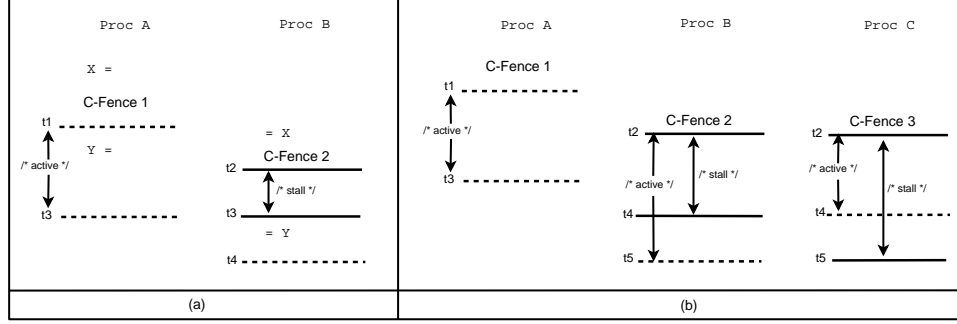 Proc A
Proc B
X =
C-Fence 1
t1
/* active */
Y =
t3
= X
C-Fence 2
t2
/* stall */
t3
= Y
t4
(a)
Proc A
Proc B
Proc C
C-Fence 1
t1
/* active */
t3
C-Fence 2
t2
/* active */
/* stall */
t4
t5
C-Fence 3
t2
/* active */
/* stall */
t4
t5
(b)